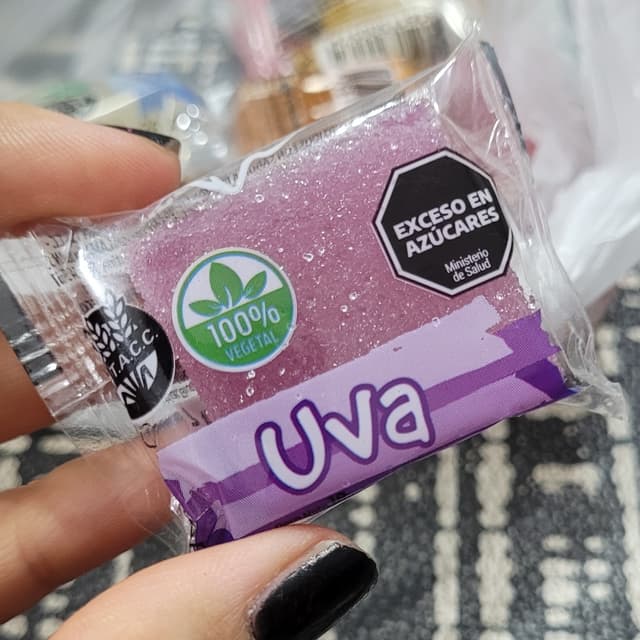 EXCESO EN
AZÚCARES
Ministerio
de Salud
100%
VEGETAL
T.A.C.C.
Uva